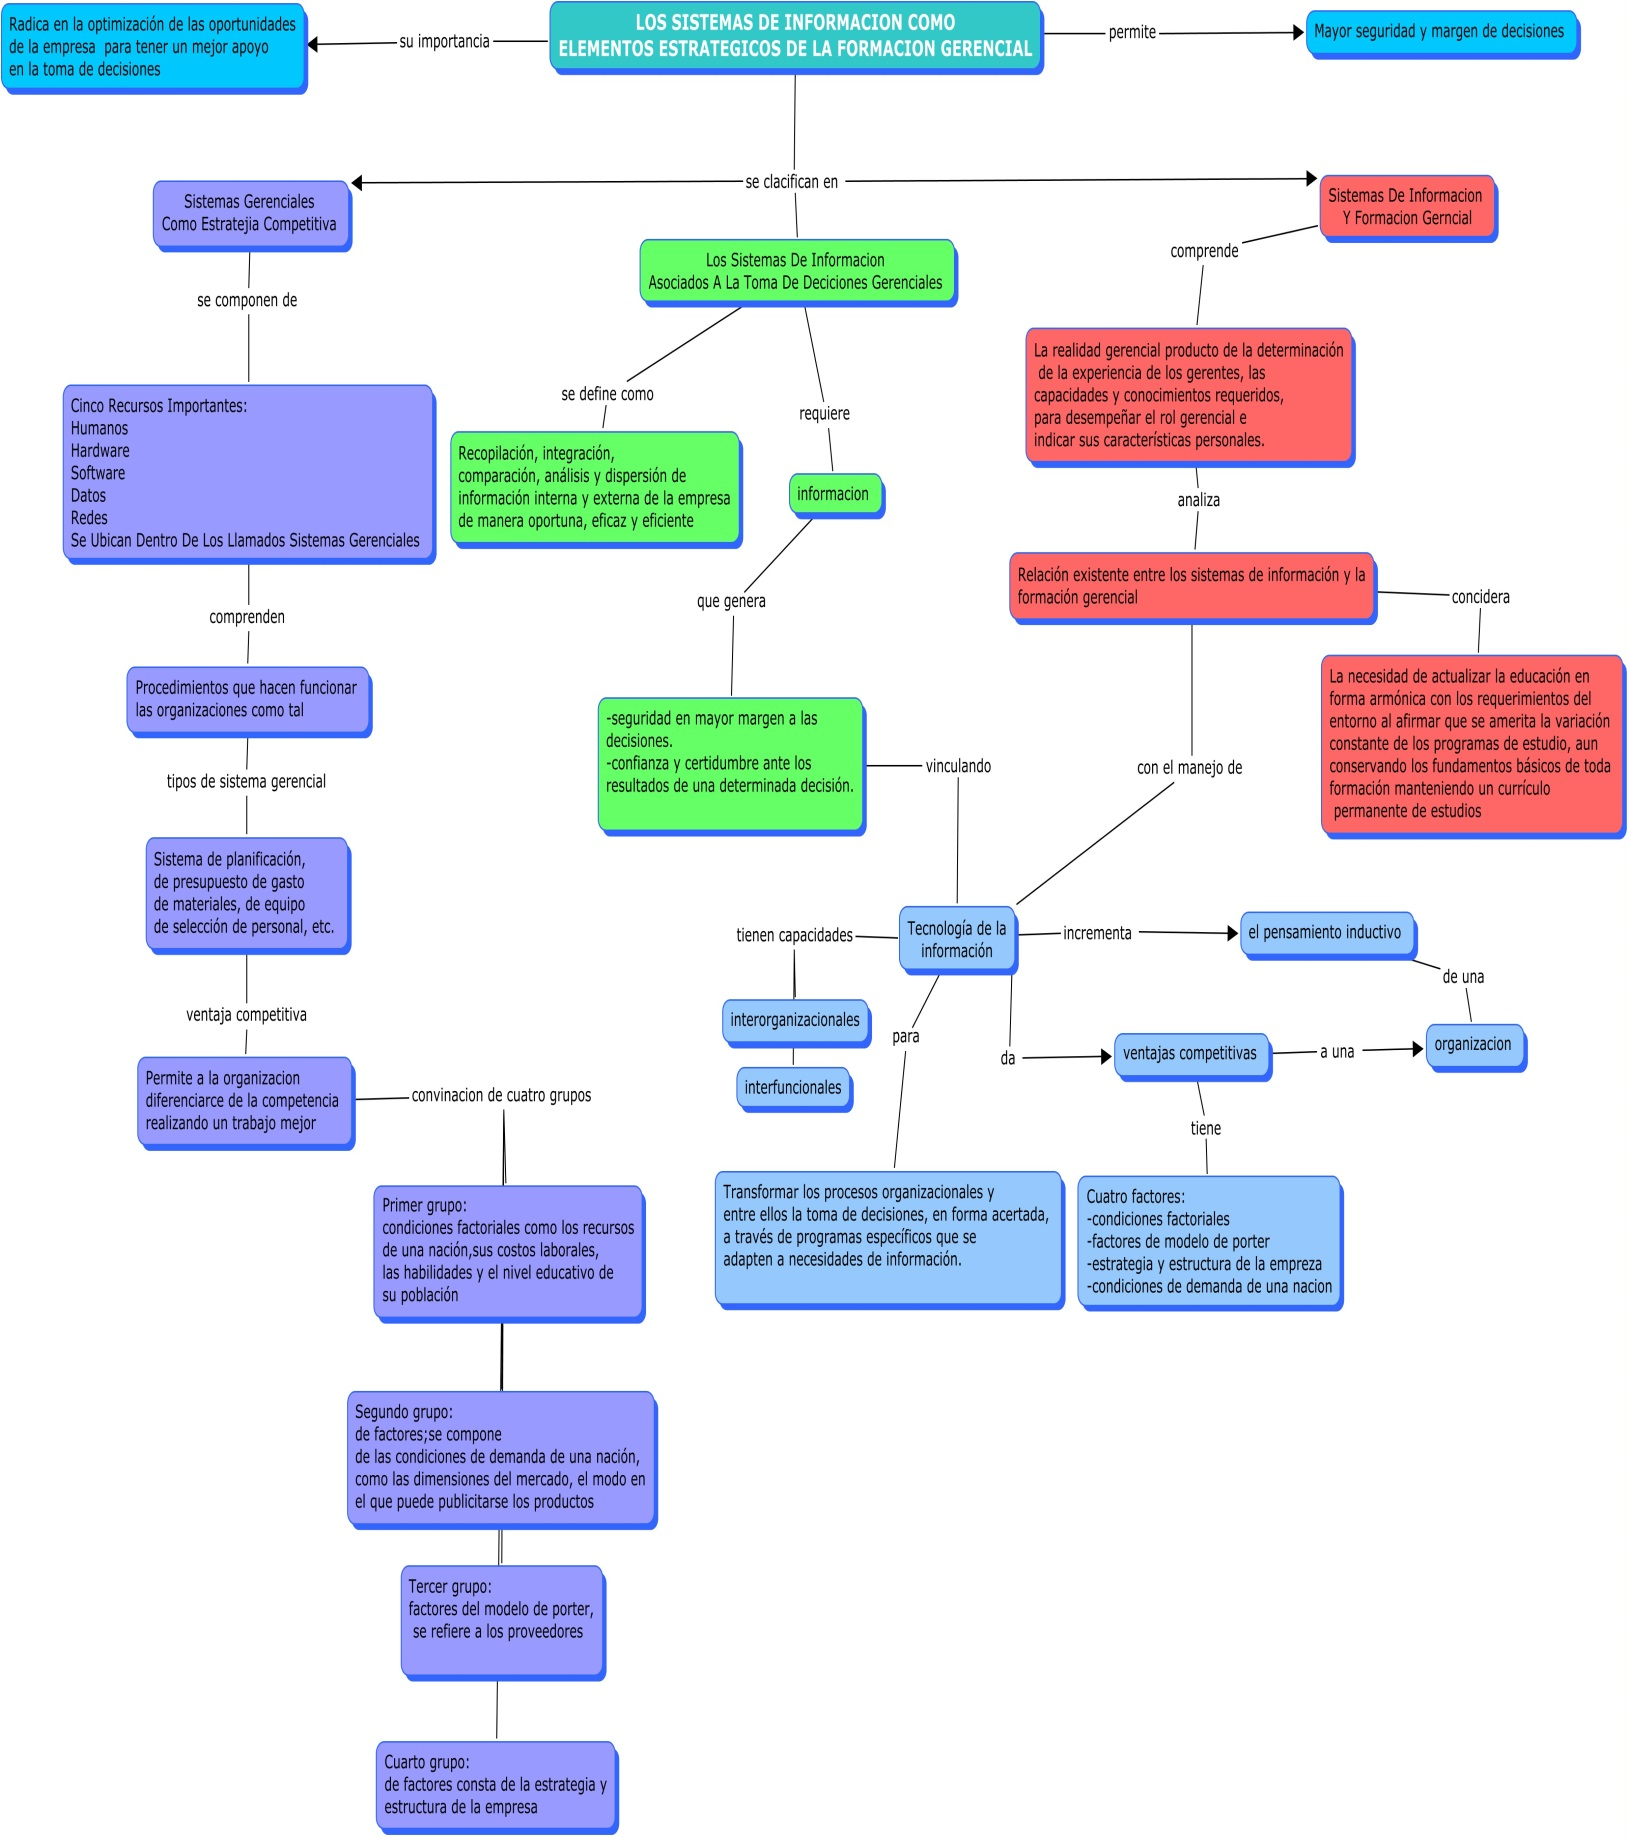 LOS SISTEMAS DE INFORMACION COMO
ELEMENTOS ESTRATEGICOS DE LA FORMACION GERENCIAL
su importancia
Radica en la optimización de las oportunidades
de la empresa  para tener un mejor apoyo
en la toma de decisiones
permite
Mayor seguridad y margen de decisiones
se clacifican en
Sistemas Gerenciales
Como Estratejia Competitiva
se componen de
Cinco Recursos Importantes:
Humanos
Hardware
Software
Datos
Redes
Se Ubican Dentro De Los Llamados Sistemas Gerenciales
comprenden
Procedimientos que hacen funcionar
las organizaciones como tal
tipos de sistema gerencial
Sistema de planificación,
de presupuesto de gasto
de materiales, de equipo
de selección de personal, etc.
ventaja competitiva
Permite a la organizacion
diferenciarce de la competencia
realizando un trabajo mejor
convinacion de cuatro grupos
Primer grupo:
condiciones factoriales como los recursos
de una nación,sus costos laborales,
las habilidades y el nivel educativo de
su población
Segundo grupo:
de factores;se compone
de las condiciones de demanda de una nación,
como las dimensiones del mercado, el modo en
el que puede publicitarse los productos
Tercer grupo:
factores del modelo de porter,
se refiere a los proveedores
Cuarto grupo:
de factores consta de la estrategia y
estructura de la empresa
Los Sistemas De Informacion
Asociados A La Toma De Deciciones Gerenciales
se define como
Recopilación, integración,
comparación, análisis y dispersión de
información interna y externa de la empresa
de manera oportuna, eficaz y eficiente
requiere
informacion
que genera
-seguridad en mayor margen a las
decisiones.
-confianza y certidumbre ante los
resultados de una determinada decisión.
vinculando
Sistemas De Informacion
Y Formacion Gerncial
comprende
La realidad gerencial producto de la determinación
de la experiencia de los gerentes, las
capacidades y conocimientos requeridos,
para desempeñar el rol gerencial e
indicar sus características personales.
analiza
Relación existente entre los sistemas de información y la
formación gerencial
concidera
La necesidad de actualizar la educación en
forma armónica con los requerimientos del
entorno al afirmar que se amerita la variación
constante de los programas de estudio, aun
conservando los fundamentos básicos de toda
formación manteniendo un currículo
permanente de estudios
con el manejo de
Tecnología de la
información
tienen capacidades
interorganizacionales
interfuncionales
para
Transformar los procesos organizacionales y
entre ellos la toma de decisiones, en forma acertada,
a través de programas específicos que se
adapten a necesidades de información.
incrementa
el pensamiento inductivo
de una
organizacion
da
ventajas competitivas
a una
tiene
Cuatro factores:
-condiciones factoriales
-factores de modelo de porter
-estrategia y estructura de la empreza
-condiciones de demanda de una nacion